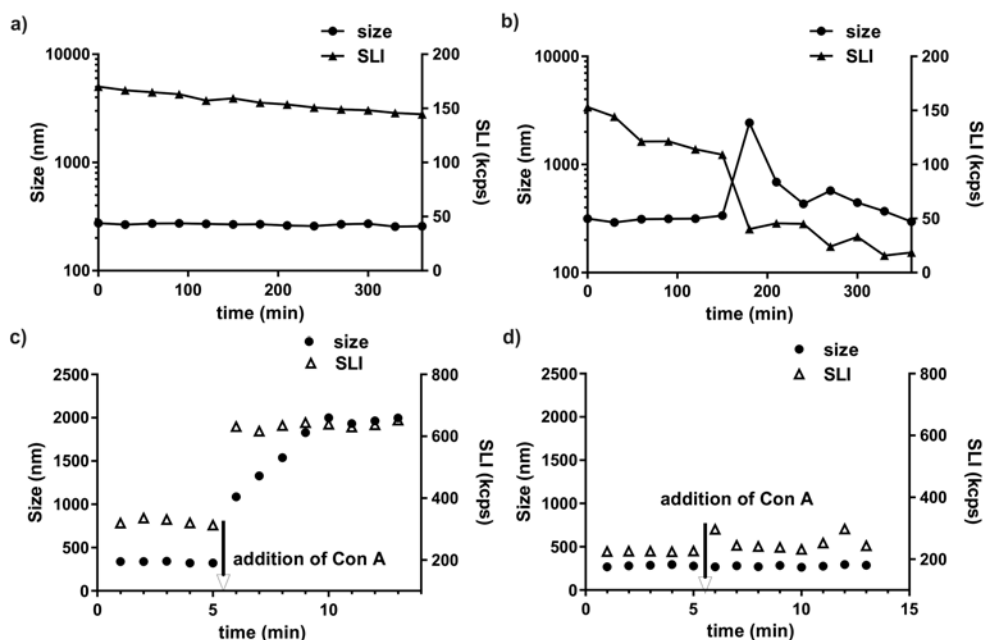 a)
size
SLI
10000
1000
100
Size (nm)
200
150
100
50
0
SLI (kcps)
0 100 200 300
time (min)
b)
size
SLI
10000
1000
100
Size (nm)
200
150
100
50
0
SLI (kcps)
0 100 200 300
time (min)
c)
size
SLI
2500
2000
1500
1000
500
0
Size (nm)
800
600
400
200
SLI (kcps)
addition of Con A
0 5 10
time (min)
d)
size
SLI
2500
2000
1500
1000
500
0
Size (nm)
800
600
400
200
SLI (kcps)
addition of Con A
0 5 10 15
time (min)